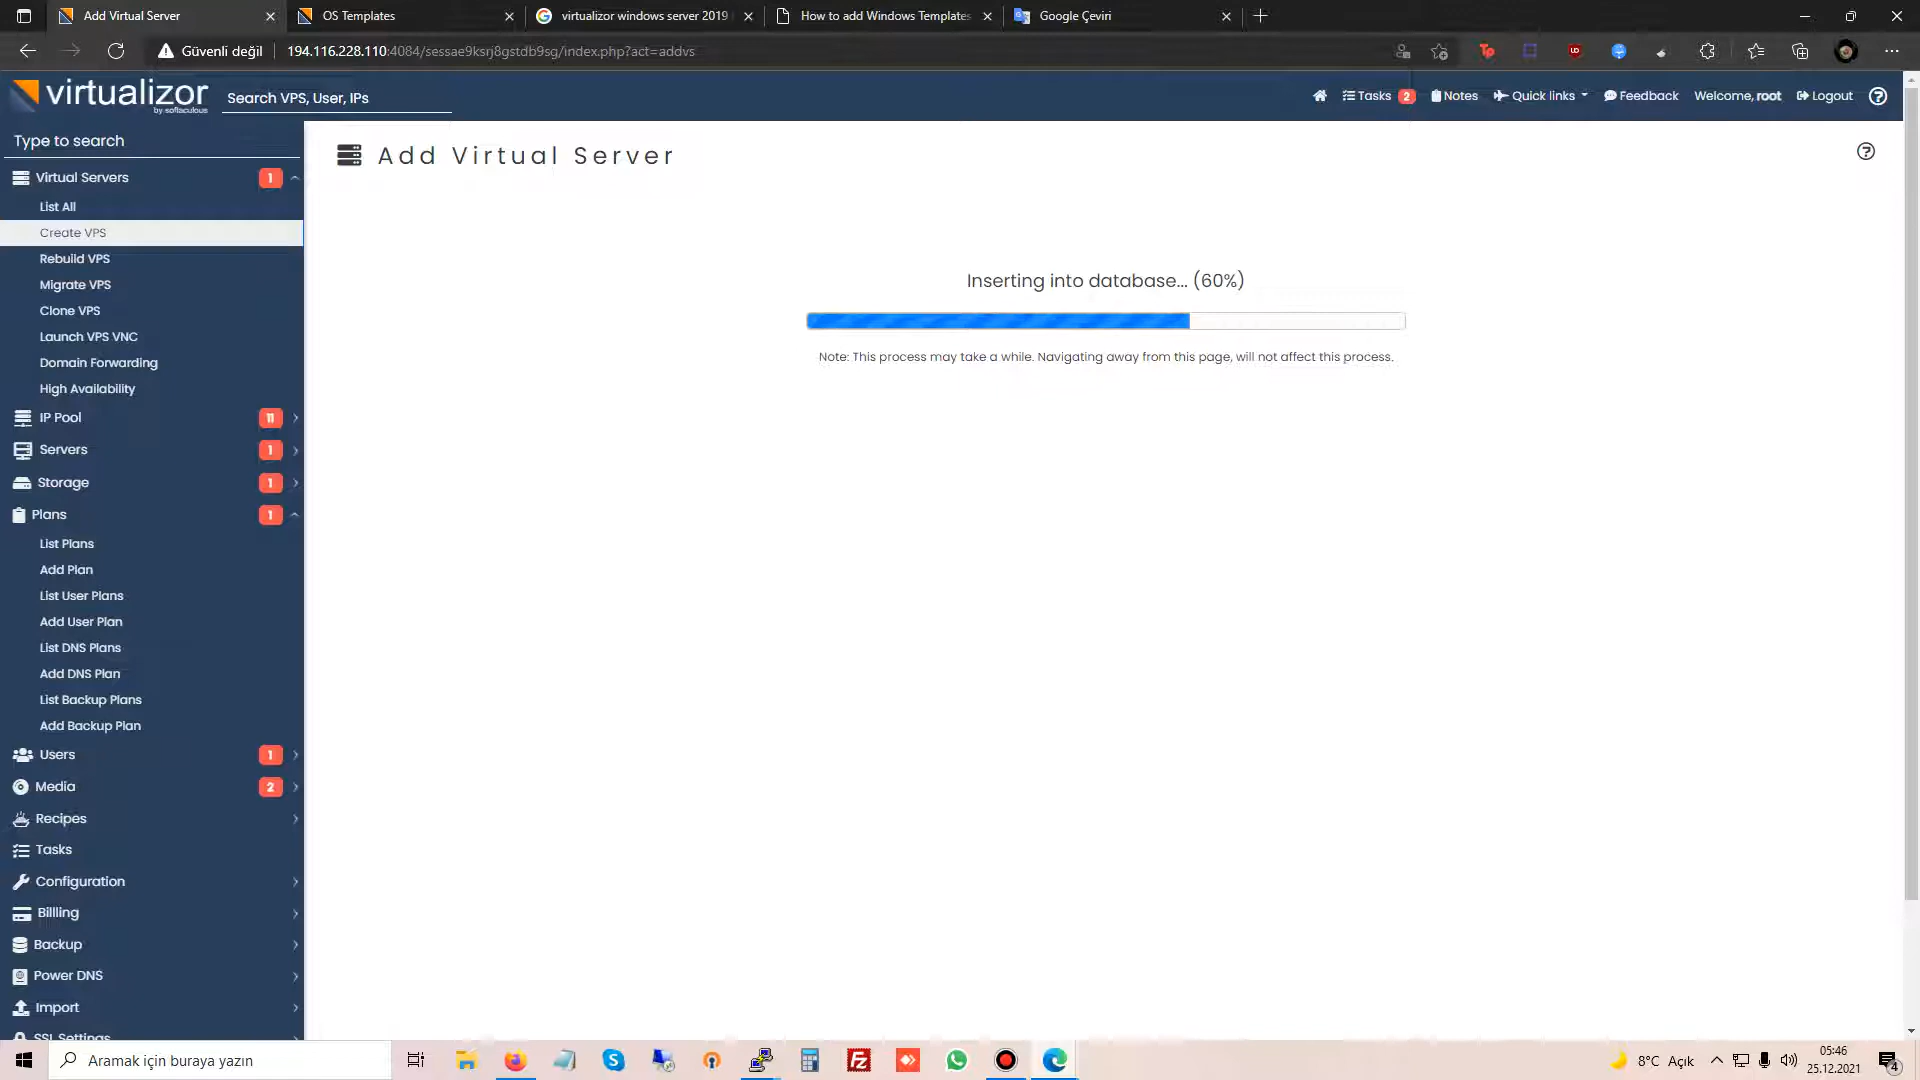 Add Virtual Server
OS Templates
virtualizor windows server 2019
How to add Windows Templates
Google Çeviri
Güvenli değil
194.116.228.110:4084/sessae9ksrj8gstdb9sg/index.php?act=addvs
virtualizor
by softaculous
Search VPS, User, IPs
Tasks 2
Notes
Quick links
Feedback
Welcome, root
Logout
Type to search
Add Virtual Server
Virtual Servers 1
List All
Create VPS
Rebuild VPS
Migrate VPS
Clone VPS
Launch VPS VNC
Domain Forwarding
High Availability
IP Pool 11
Servers 1
Storage 1
Plans 1
List Plans
Add Plan
List User Plans
Add User Plan
List DNS Plans
Add DNS Plan
List Backup Plans
Add Backup Plan
Users 1
Media 2
Recipes
Tasks
Configuration
Billling
Backup
Power DNS
Import
SSL Settings
Inserting into database... (60%)
Note: This process may take a while. Navigating away from this page, will not affect this process.
Aramak için buraya yazın
8°C Açık
05:46
25.12.2021
4